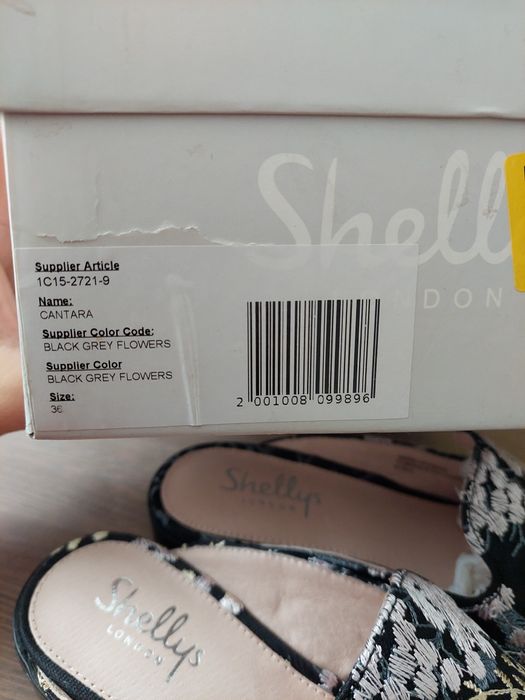 Shell
NDON
Supplier Article
1C15-2721-9
Name:
CANTARA
Supplier Color Code:
BLACK GREY FLOWERS
Supplier Color
BLACK GREY FLOWERS
Size:
36
2 001008 099896
Shellys
LONDON
Shellys
LONDON